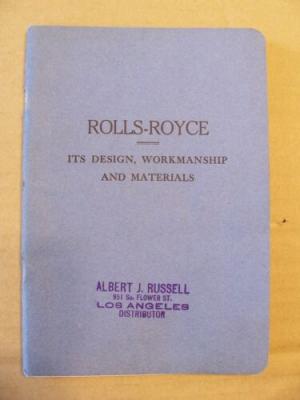 ROLLS-ROYCE
ITS DESIGN, WORKMANSHIP
AND MATERIALS
ALBERT J. RUSSELL
951 So. FLOWER ST.
LOS ANGELES
DISTRIBUTOR